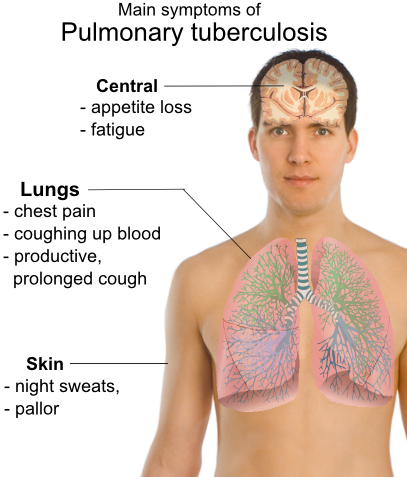 Main symptoms of
Pulmonary tuberculosis
Central
- appetite loss
- fatigue
Lungs
- chest pain
- coughing up blood
- productive,
prolonged cough
Skin
- night sweats,
- pallor